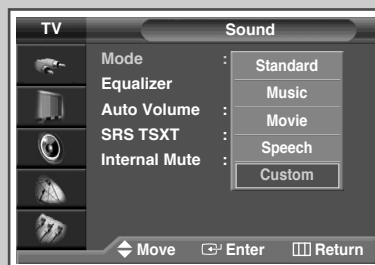 TV Sound
Mode :
Equalizer
Auto Volume :
SRS TSXT :
Internal Mute :
Standard
Music
Movie
Speech
Custom
Move Enter Return